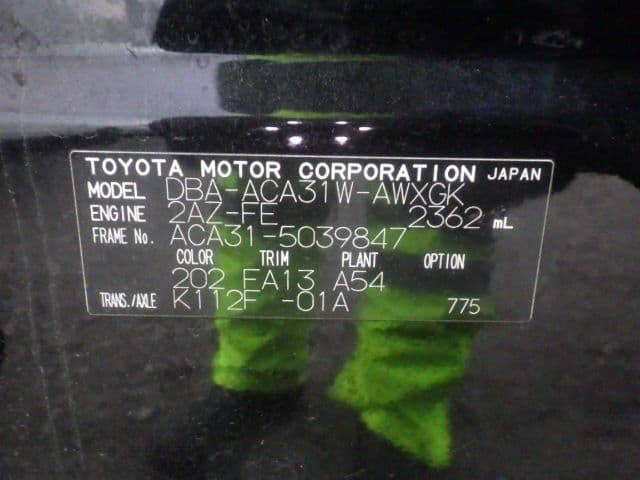 TOYOTA MOTOR CORPORATION JAPAN
MODEL DBA-ACA31W-AWXGK
ENGINE 2AZ-FE 2362 mL
FRAME No. ACA31-5039847
COLOR TRIM PLANT OPTION
202 FA13 A54
TRANS./AXLE K112F -01A 775